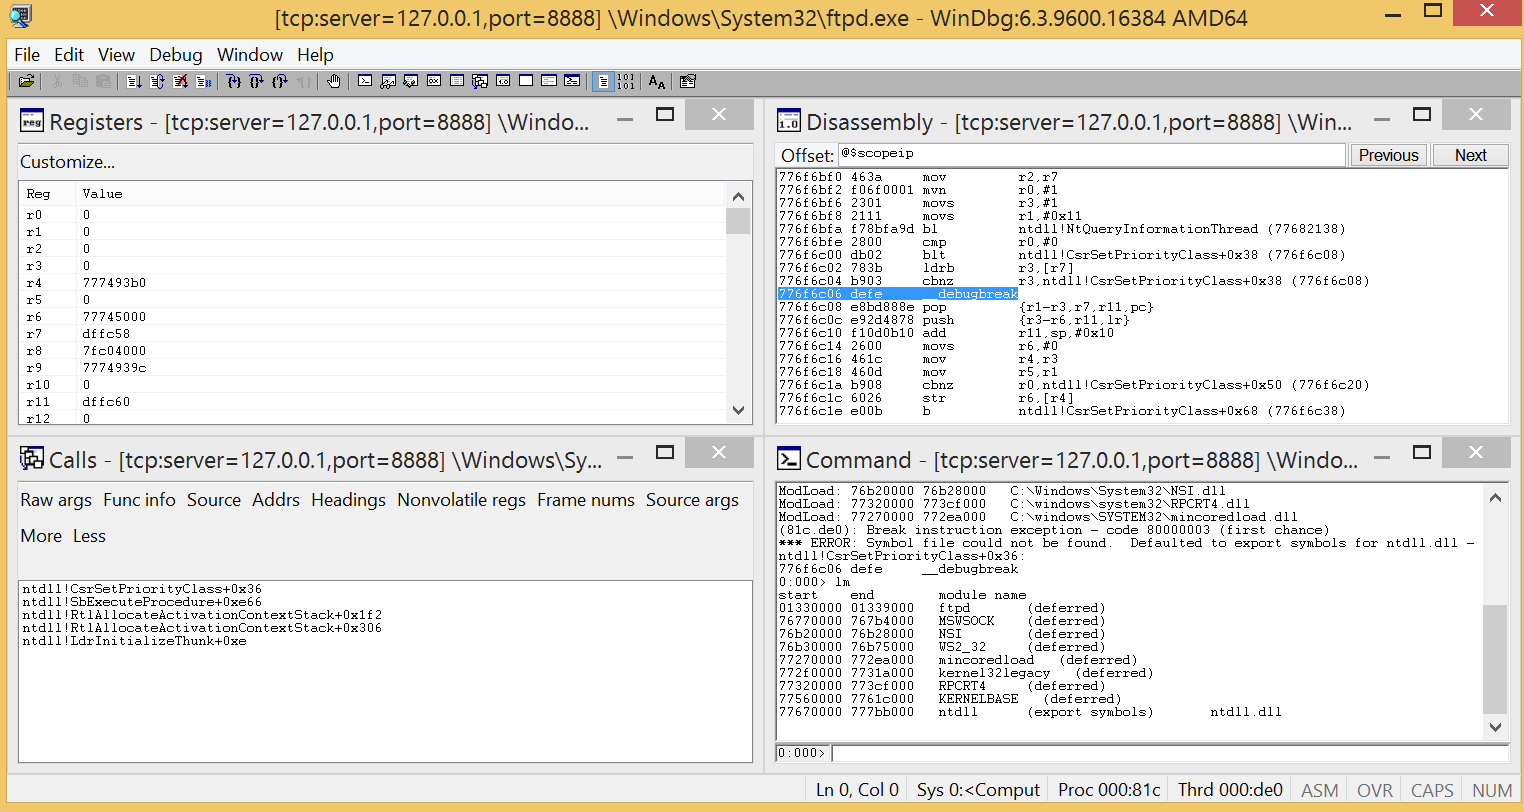 [tcp:server=127.0.0.1,port=8888] \Windows\System32\ftpd.exe - WinDbg:6.3.9600.16384 AMD64
File Edit View Debug Window Help
Registers - [tcp:server=127.0.0.1,port=8888] \Windo...
Customize...
Reg Value
r0 0
r1 0
r2 0
r3 0
r4 777493b0
r5 0
r6 77745000
r7 dffc58
r8 7fc04000
r9 7774939c
r10 0
r11 dffc60
r12 0
Disassembly - [tcp:server=127.0.0.1,port=8888] \Win...
Offset: @$scopeip Previous Next
776f6bf0 463a mov r2,r7
776f6bf2 f06f0001 mvn r0,#1
776f6bf6 2301 movs r3,#1
776f6bf8 2111 movs r1,#0x11
776f6bfa f78bfa9d bl ntdll!NtQueryInformationThread (77682138)
776f6bfe 2800 cmp r0,#0
776f6c00 db02 blt ntdll!CsrSetPriorityClass+0x38 (776f6c08)
776f6c02 783b ldrb r3,[r7]
776f6c04 b903 cbnz r3,ntdll!CsrSetPriorityClass+0x38 (776f6c08)
776f6c06 defe __debugbreak
776f6c08 e8bd888e pop {r1-r3,r7,r11,pc}
776f6c0c e92d4878 push {r3-r6,r11,lr}
776f6c10 f10d0b10 add r11,sp,#0x10
776f6c14 2600 movs r6,#0
776f6c16 461c mov r4,r3
776f6c18 460d mov r5,r1
776f6c1a b908 cbnz r0,ntdll!CsrSetPriorityClass+0x50 (776f6c20)
776f6c1c 6026 str r6,[r4]
776f6c1e e00b b ntdll!CsrSetPriorityClass+0x68 (776f6c38)
Calls - [tcp:server=127.0.0.1,port=8888] \Windows\Sy...
Raw args Func info Source Addrs Headings Nonvolatile regs Frame nums Source args
More Less
ntdll!CsrSetPriorityClass+0x36
ntdll!SbExecuteProcedure+0xe66
ntdll!RtlAllocateActivationContextStack+0x1f2
ntdll!RtlAllocateActivationContextStack+0x306
ntdll!LdrInitializeThunk+0xe
Command - [tcp:server=127.0.0.1,port=8888] \Windo...
ModLoad: 76b20000 76b28000 C:\Windows\System32\NSI.dll
ModLoad: 77320000 773cf000 C:\windows\system32\RPCRT4.dll
ModLoad: 77270000 772ea000 C:\windows\SYSTEM32\mincoredload.dll
(81c.de0): Break instruction exception - code 80000003 (first chance)
*** ERROR: Symbol file could not be found. Defaulted to export symbols for ntdll.dll -
ntdll!CsrSetPriorityClass+0x36:
776f6c06 defe __debugbreak
0:000> lm
start end module name
01330000 01339000 ftpd (deferred)
76770000 767b4000 MSWSOCK (deferred)
76b20000 76b28000 NSI (deferred)
76b30000 76b75000 WS2_32 (deferred)
77270000 772ea000 mincoredload (deferred)
772f0000 7731a000 kernel32legacy (deferred)
77320000 773cf000 RPCRT4 (deferred)
77560000 7761c000 KERNELBASE (deferred)
77670000 777bb000 ntdll (export symbols) ntdll.dll
0:000>
Ln 0, Col 0 Sys 0:<Comput Proc 000:81c Thrd 000:de0 ASM OVR CAPS NUM